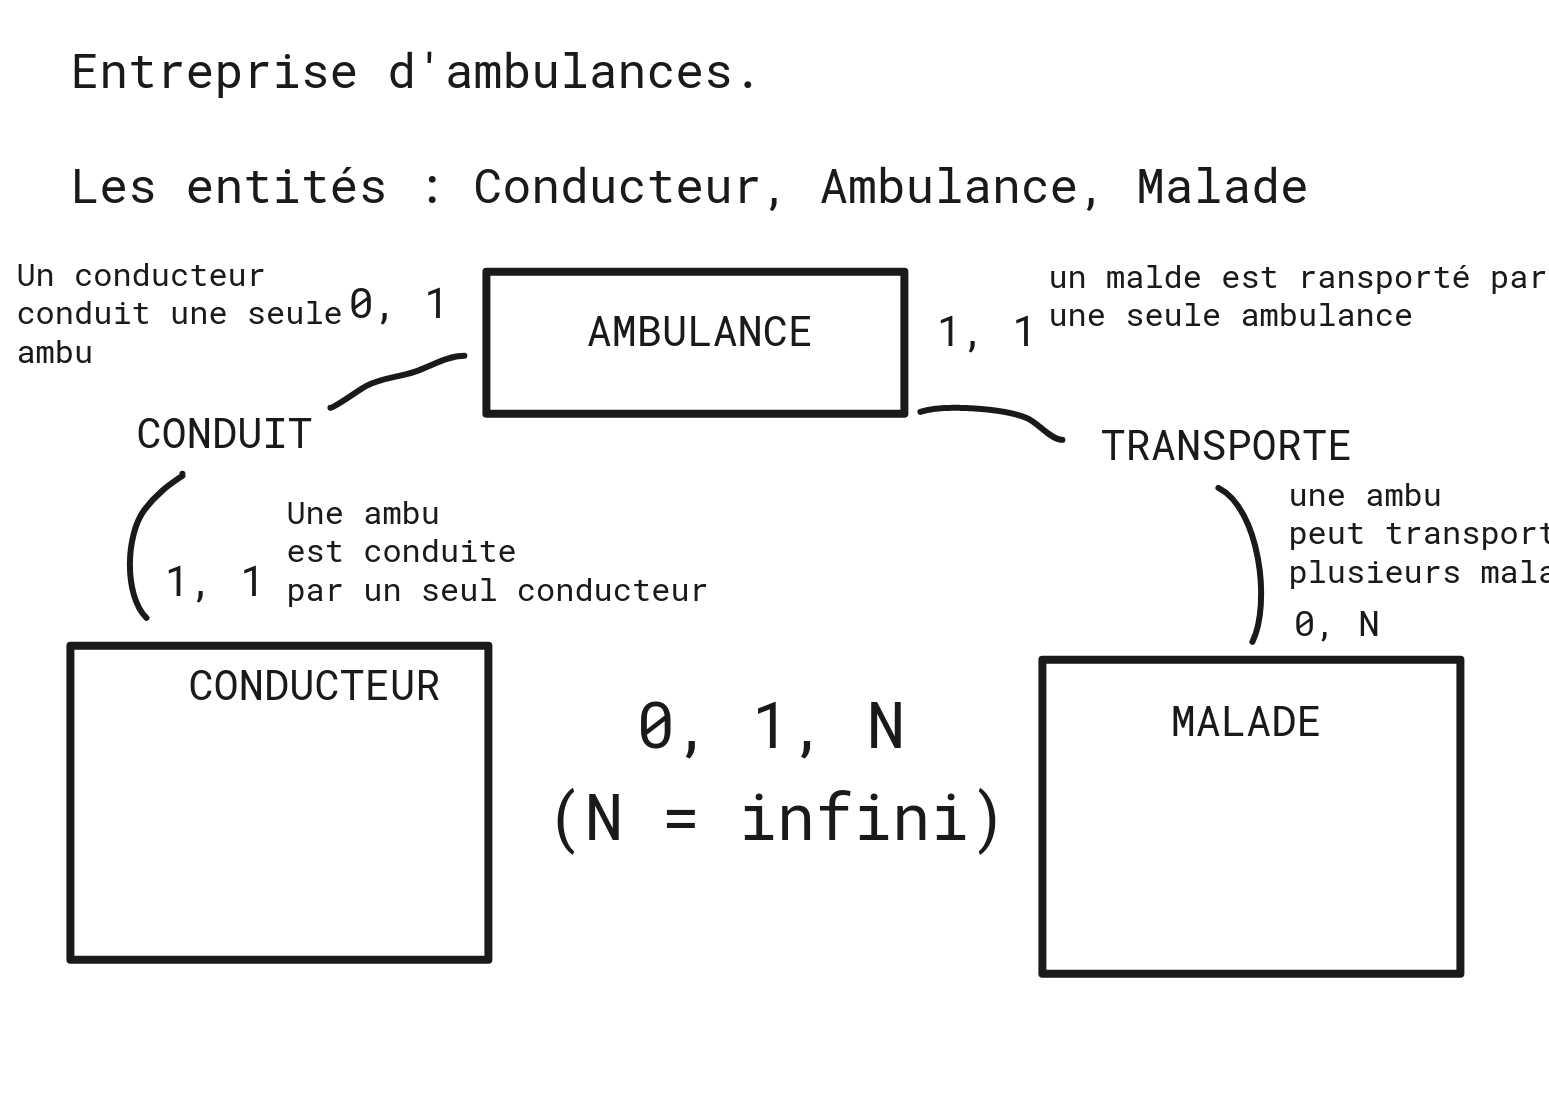 Entreprise d'ambulances.
Les entités : Conducteur, Ambulance, Malade
Un conducteur
conduit une seule
ambu
0, 1
AMBULANCE
1, 1
un malde est ransporté par
une seule ambulance
CONDUIT
TRANSPORTE
Une ambu
est conduite
par un seul conducteur
1, 1
une ambu
peut transport
plusieurs mala
0, N
CONDUCTEUR
0, 1, N
(N = infini)
MALADE